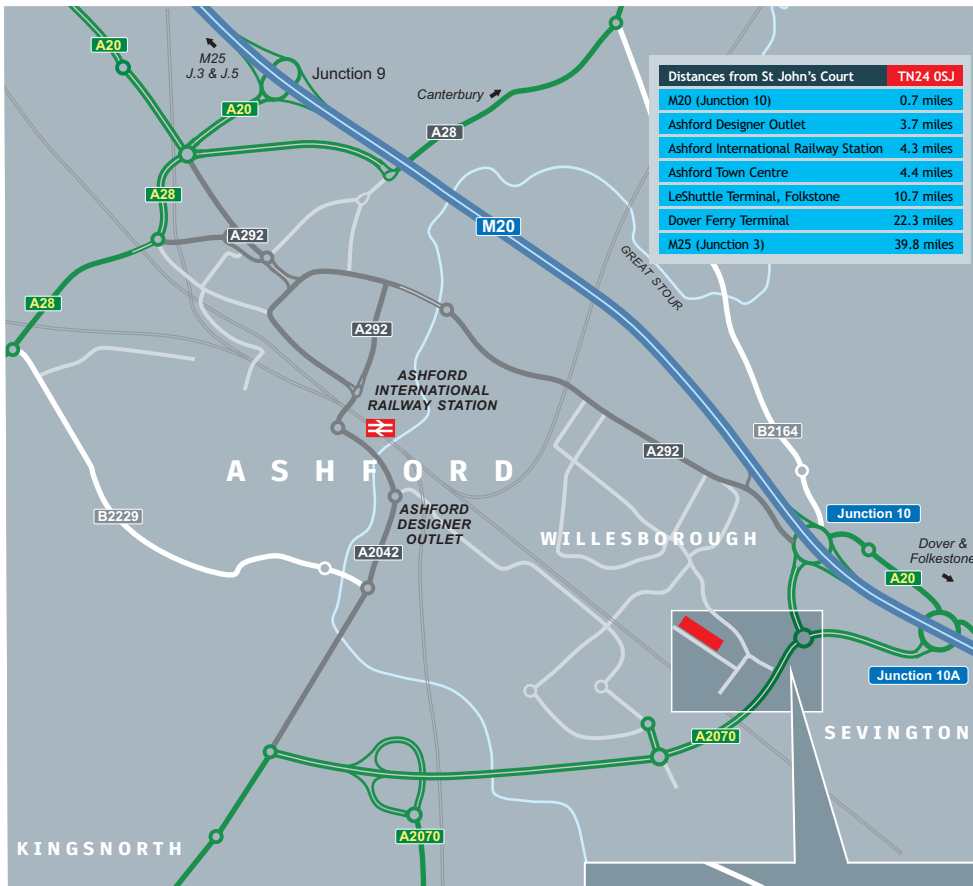 A20
M25
J.3 & J.5
Junction 9
Canterbury
A20
A28
Distances from St John's Court TN24 0SJ
M20 (Junction 10) 0.7 miles
Ashford Designer Outlet 3.7 miles
Ashford International Railway Station 4.3 miles
Ashford Town Centre 4.4 miles
LeShuttle Terminal, Folkstone 10.7 miles
Dover Ferry Terminal 22.3 miles
M25 (Junction 3) 39.8 miles
A28
A292
M20
GREAT STOUR
A28
A292
ASHFORD
INTERNATIONAL
RAILWAY STATION
B2164
A292
ASHFORD
B2229
ASHFORD
DESIGNER
OUTLET
Junction 10
WILLESBOROUGH
A2042
Dover &
Folkestone
A20
Junction 10A
A2070
SEVINGTON
A2070
KINGSNORTH